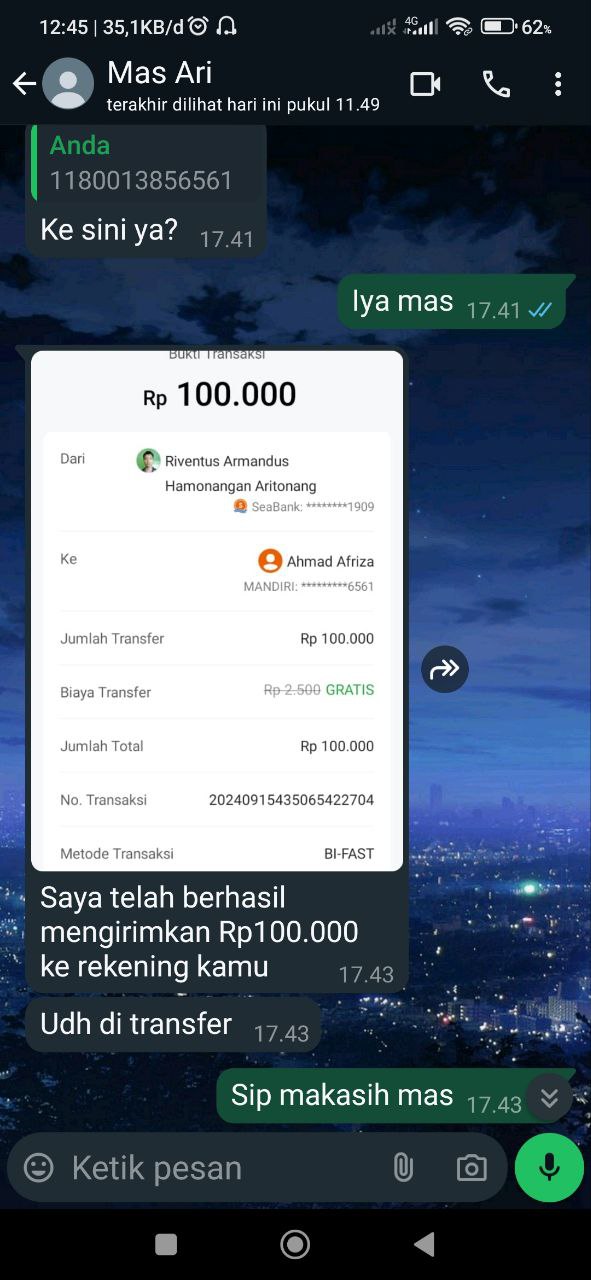 12:45 | 35,1KB/d
4G
62%
Mas Ari
terakhir dilihat hari ini pukul 11.49
Anda
1180013856561
Ke sini ya? 17.41
Iya mas 17.41
Bukti Transaksi
Rp 100.000
Dari Riventus Armandus
Hamonangan Aritonang
SeaBank: ********1909
Ke Ahmad Afriza
MANDIRI: *********6561
Jumlah Transfer Rp 100.000
Biaya Transfer Rp 2.500 GRATIS
Jumlah Total Rp 100.000
No. Transaksi 20240915435065422704
Metode Transaksi BI-FAST
Saya telah berhasil
mengirimkan Rp100.000
ke rekening kamu 17.43
Udh di transfer 17.43
Sip makasih mas 17.43
Ketik pesan